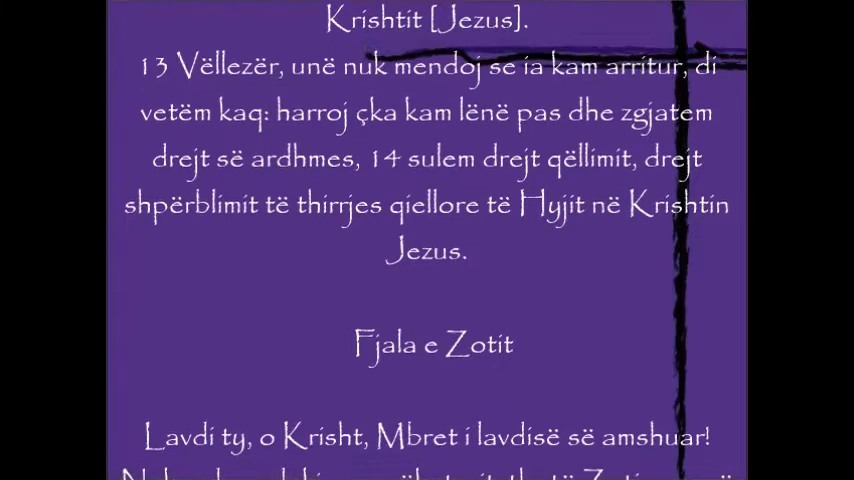 Krishtit [Jezus].
13 Vëllezër, unë nuk mendoj se ia kam arritur, di
vetëm kaq: harroj çka kam lënë pas dhe zgjatem
drejt së ardhmes, 14 sulem drejt qëllimit, drejt
shpërblimit të thirrjes qiellore të Hyjit në Krishtin
Jezus.
Fjala e Zotit
Lavdi ty, o Krisht, Mbret i lavdisë së amshuar!